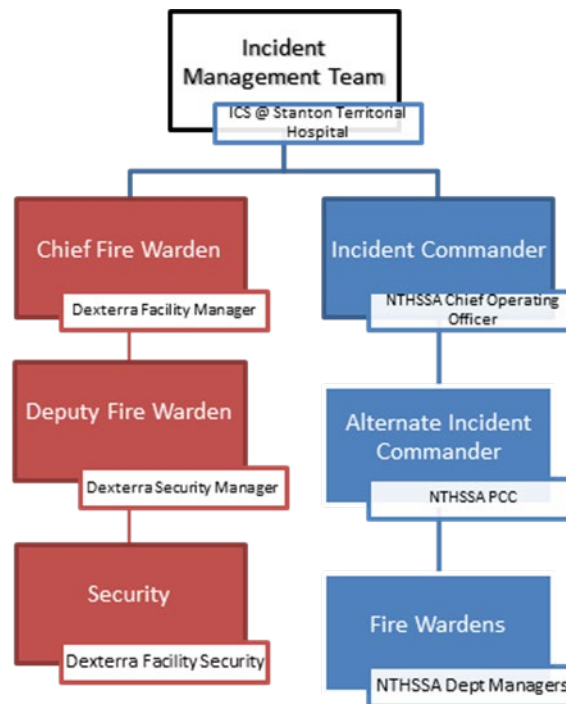 Incident
Management Team
ICS @ Stanton Territorial
Hospital
Chief Fire Warden
Dexterra Facility Manager
Deputy Fire Warden
Dexterra Security Manager
Security
Dexterra Facility Security
Incident Commander
NTHSSA Chief Operating
Officer
Alternate Incident
Commander
NTHSSA PCC
Fire Wardens
NTHSSA Dept Managers